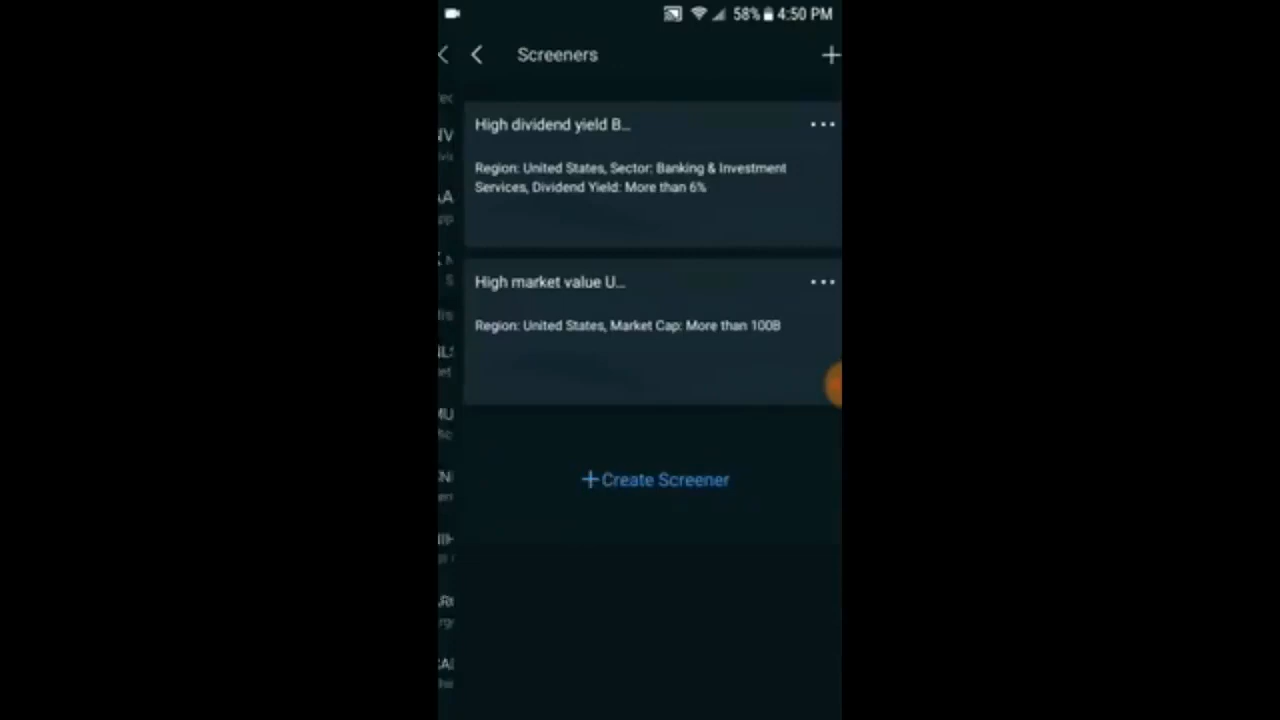 58% 4:50 PM
Screeners
High dividend yield B...
Region: United States, Sector: Banking & Investment
Services, Dividend Yield: More than 6%
High market value U...
Region: United States, Market Cap: More than 100B
+Create Screener